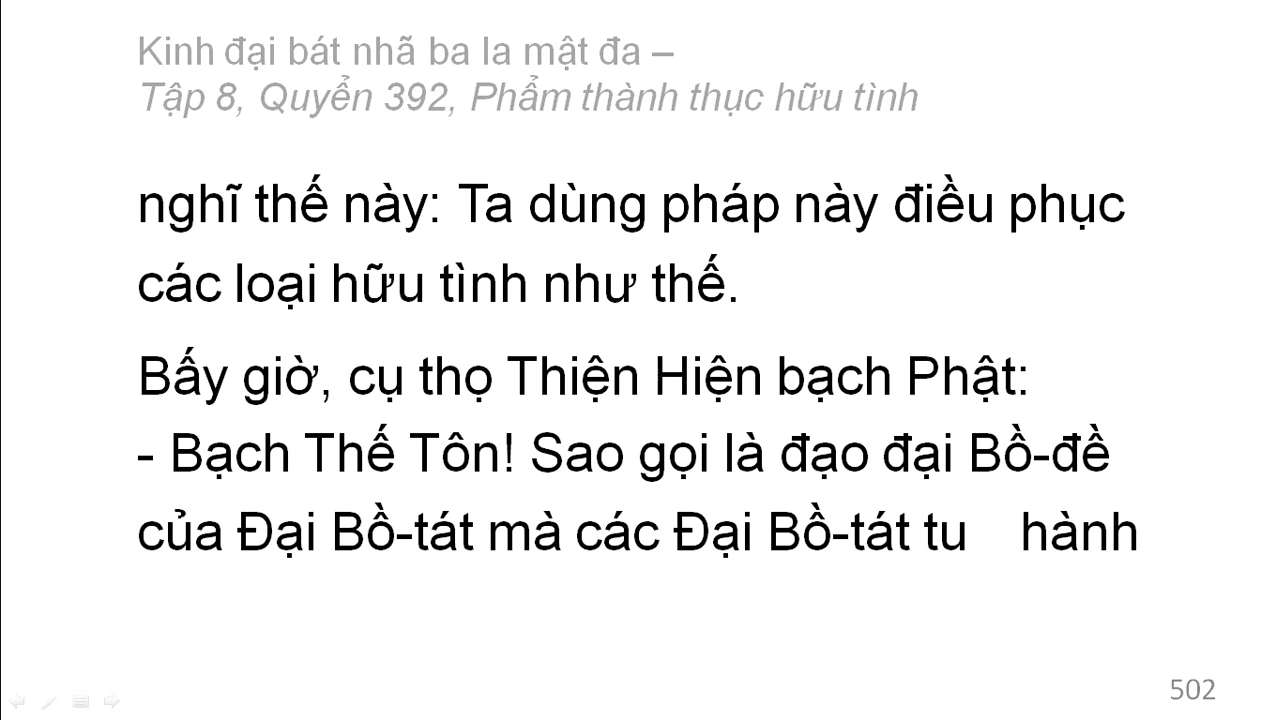 Kinh đại bát nhã ba la mật đa –
Tập 8, Quyển 392, Phẩm thành thục hữu tình
nghĩ thế này: Ta dùng pháp này điều phục
các loại hữu tình như thế.
Bấy giờ, cụ thọ Thiện Hiện bạch Phật:
- Bạch Thế Tôn! Sao gọi là đạo đại Bồ-đề
của Đại Bồ-tát mà các Đại Bồ-tát tu hành
502